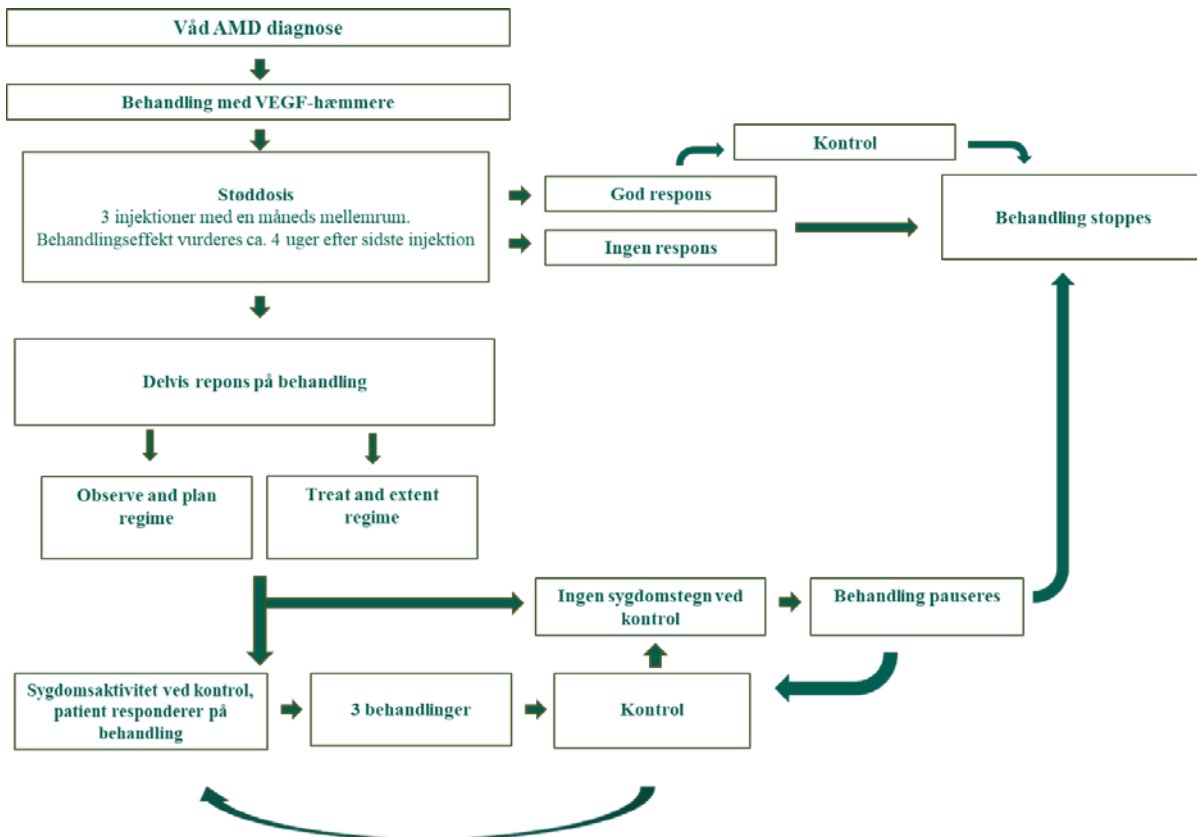 Våd AMD diagnose
Behandling med VEGF-hæmmere
Kontrol
Støddosis
3 injektioner med en måneds mellemrum.
Behandlingseffekt vurderes ca. 4 uger efter sidste injektion
God respons
Ingen respons
Behandling stoppes
Delvis repons på behandling
Observe and plan
regime
Treat and extent
regime
Ingen sygdomstegn ved
kontrol
Behandling pauseres
Sygdomsaktivitet ved kontrol,
patient responderer på
behandling
3 behandlinger
Kontrol